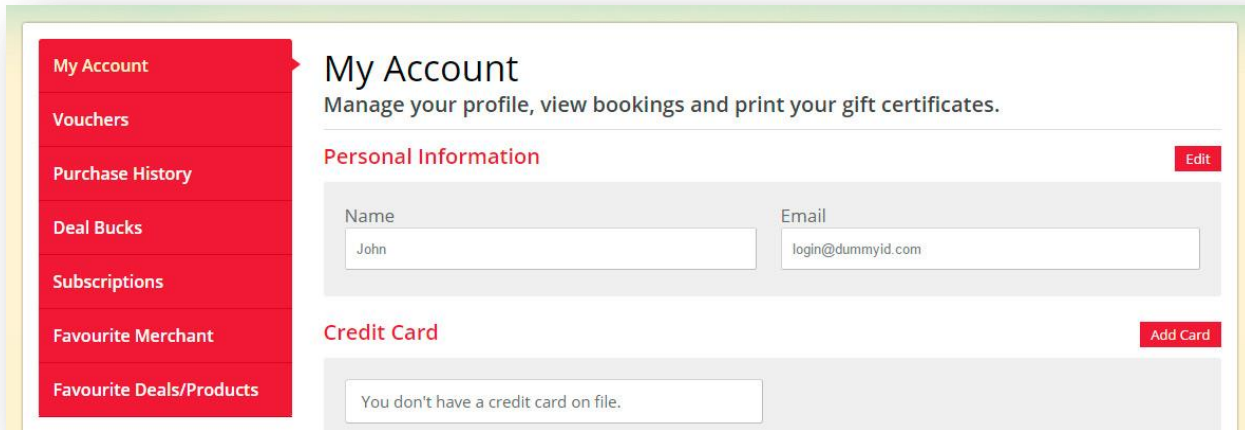 My Account
Vouchers
Purchase History
Deal Bucks
Subscriptions
Favourite Merchant
Favourite Deals/Products
My Account
Manage your profile, view bookings and print your gift certificates.
Personal Information
Edit
Name
Email
John
login@dummyid.com
Credit Card
Add Card
You don't have a credit card on file.